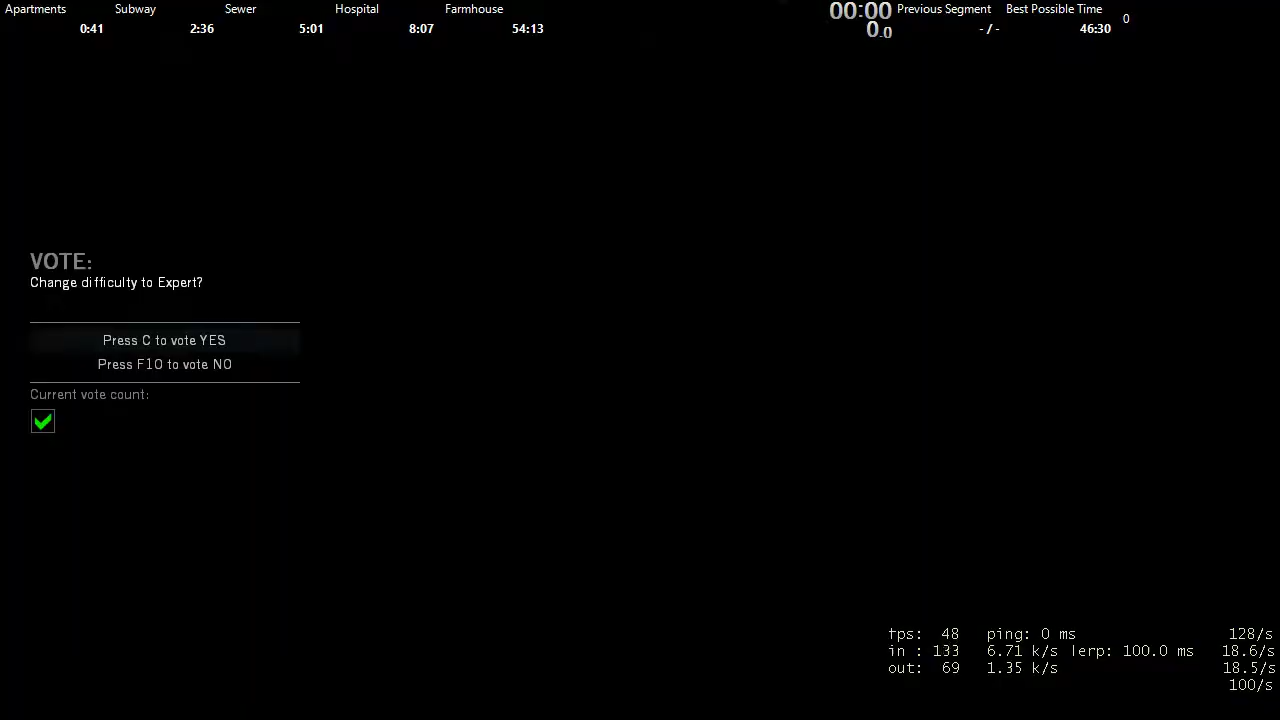 Apartments Subway Sewer Hospital Farmhouse 00:00 Previous Segment Best Possible Time 0
0:41 2:36 5:01 8:07 54:13 0.0 - / - 46:30
VOTE:
Change difficulty to Expert?
Press C to vote YES
Press F10 to vote NO
Current vote count:
fps: 48 ping: 0 ms 128/s
in : 133 6.71 k/s lerp: 100.0 ms 18.6/s
out: 69 1.35 k/s 18.5/s
100/s